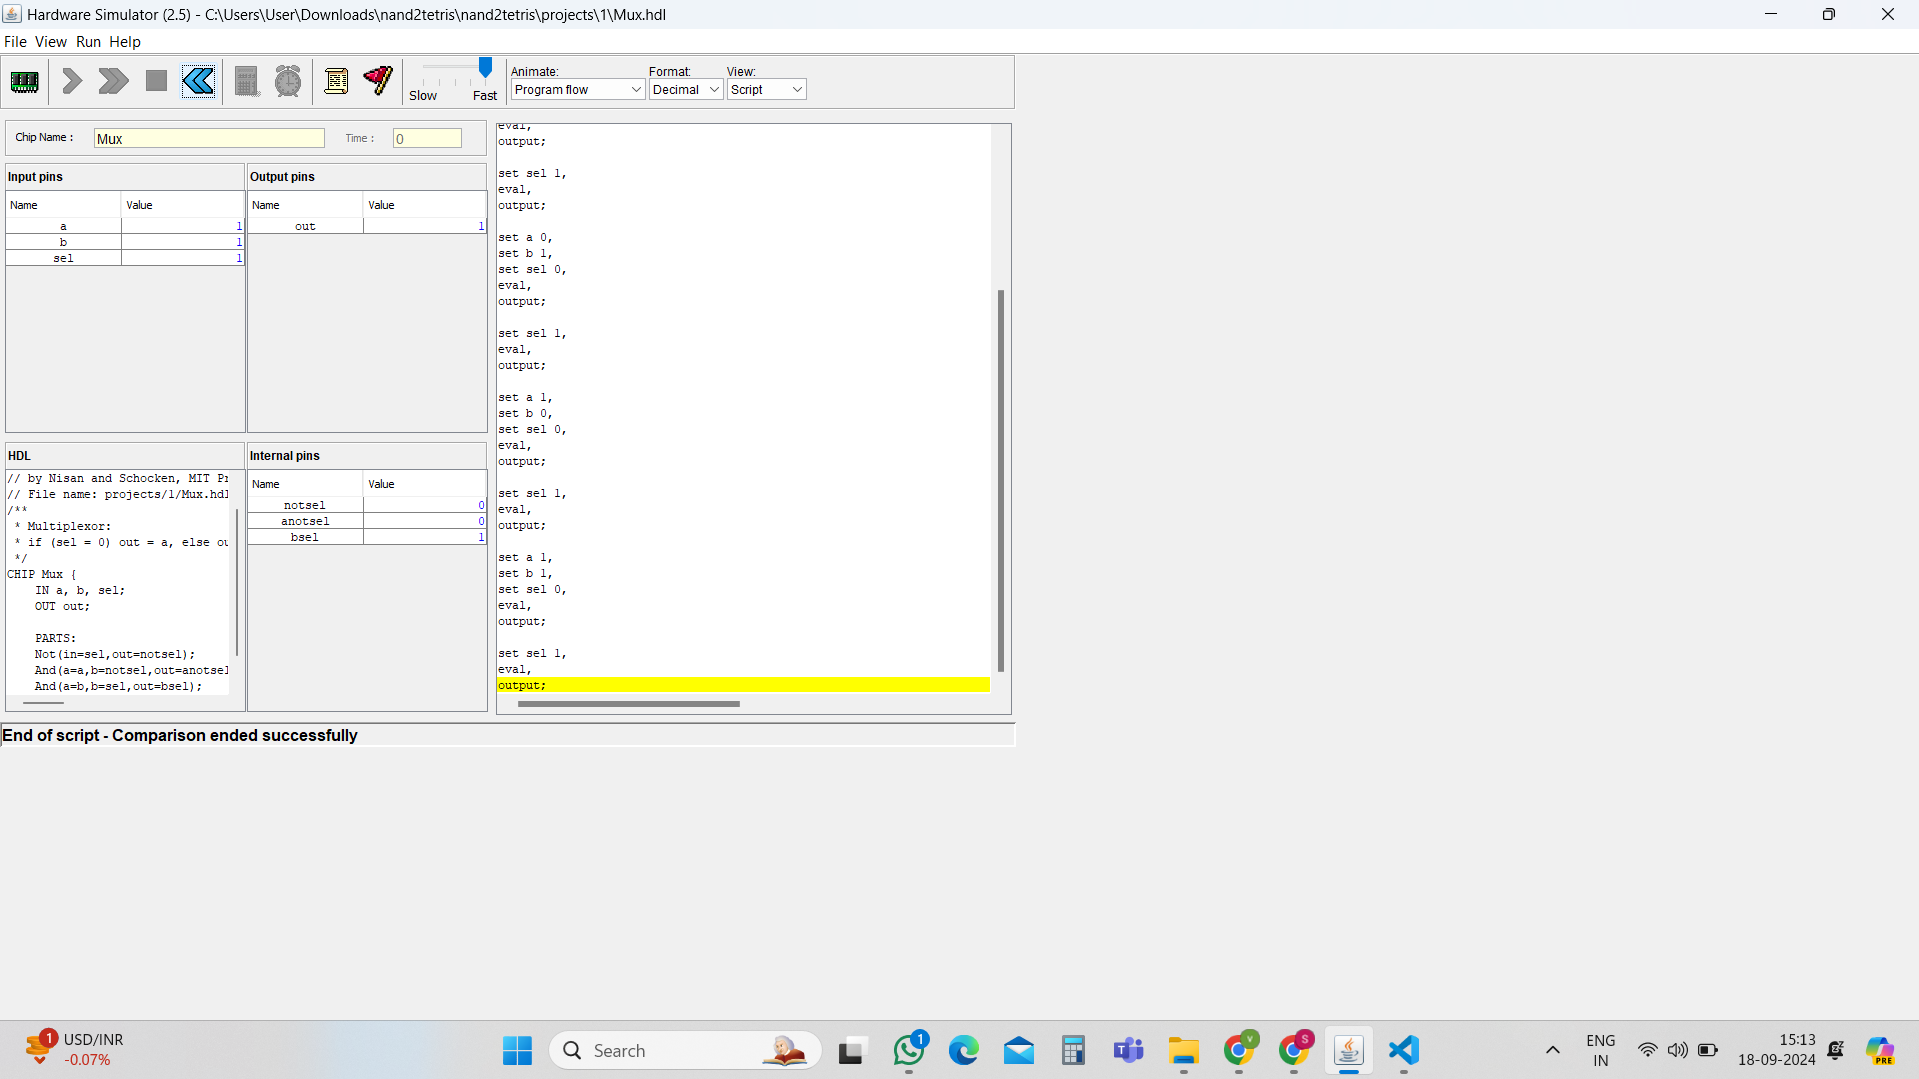 Hardware Simulator (2.5) - C:\Users\User\Downloads\nand2tetris\nand2tetris\projects\1\Mux.hdl
File View Run Help
Slow Fast
Animate: Format: View:
Program flow Decimal Script
Chip Name : Mux Time : 0
Input pins
Name Value
a 1
b 1
sel 1
Output pins
Name Value
out 1
HDL
// by Nisan and Schocken, MIT Pr
// File name: projects/1/Mux.hdl
/**
* Multiplexor:
* if (sel = 0) out = a, else ou
*/
CHIP Mux {
IN a, b, sel;
OUT out;
PARTS:
Not(in=sel,out=notsel);
And(a=a,b=notsel,out=anotsel
And(a=b,b=sel,out=bsel);
Internal pins
Name Value
notsel 0
anotsel 0
bsel 1
eval,
output;
set sel 1,
eval,
output;
set a 0,
set b 1,
set sel 0,
eval,
output;
set sel 1,
eval,
output;
set a 1,
set b 0,
set sel 0,
eval,
output;
set sel 1,
eval,
output;
set a 1,
set b 1,
set sel 0,
eval,
output;
set sel 1,
eval,
output;
End of script - Comparison ended successfully
1
USD/INR
-0.07%
Search
1
V
S
ENG
IN
15:13
18-09-2024
PRE